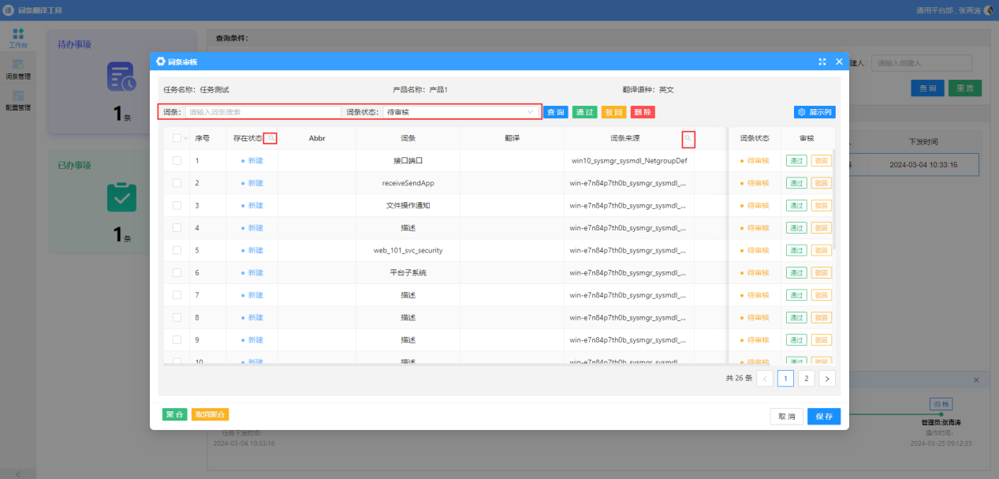 译 词条翻译工具
通用平台部 , 张青涛
工作台
词条管理
配置管理
待办事项
1条
已办事项
1条
查询条件:
建人:
请输入创建人
查 询
重 置
下发时间
2024-03-04 10:33:16
词条审核
任务名称: 任务测试
产品名称: 产品1
翻译语种: 英文
词条: 请输入词条搜索 词条状态: 待审核 查 询 通 过 驳 回 删 除 展示列
序号 存在状态 Abbr 词条 翻译 词条来源 词条状态 审核
1 新建 接口端口 win10_sysmgr_sysmdl_NetgroupDef 待审核 通过 驳回
2 新建 receiveSendApp win-e7n84p7th0b_sysmgr_sysmdl_... 待审核 通过 驳回
3 新建 文件操作通知 win-e7n84p7th0b_sysmgr_sysmdl_... 待审核 通过 驳回
4 新建 描述 win-e7n84p7th0b_sysmgr_sysmdl_... 待审核 通过 驳回
5 新建 web_101_svc_security win-e7n84p7th0b_sysmgr_sysmdl_... 待审核 通过 驳回
6 新建 平台子系统 win-e7n84p7th0b_sysmgr_sysmdl_... 待审核 通过 驳回
7 新建 描述 win-e7n84p7th0b_sysmgr_sysmdl_... 待审核 通过 驳回
8 新建 描述 win-e7n84p7th0b_sysmgr_sysmdl_... 待审核 通过 驳回
9 新建 描述 win-e7n84p7th0b_sysmgr_sysmdl_... 待审核 通过 驳回
10 新建 描述 win-e7n84p7th0b_sysmgr_sysmdl_... 待审核 通过 驳回
共 26 条 < 1 2 >
聚 合 取消聚合
取 消 保 存
任务下发时间:
2024-03-04 10:33:16
归 档
管理员:张青涛
操作时间:
2024-03-25 09:12:35